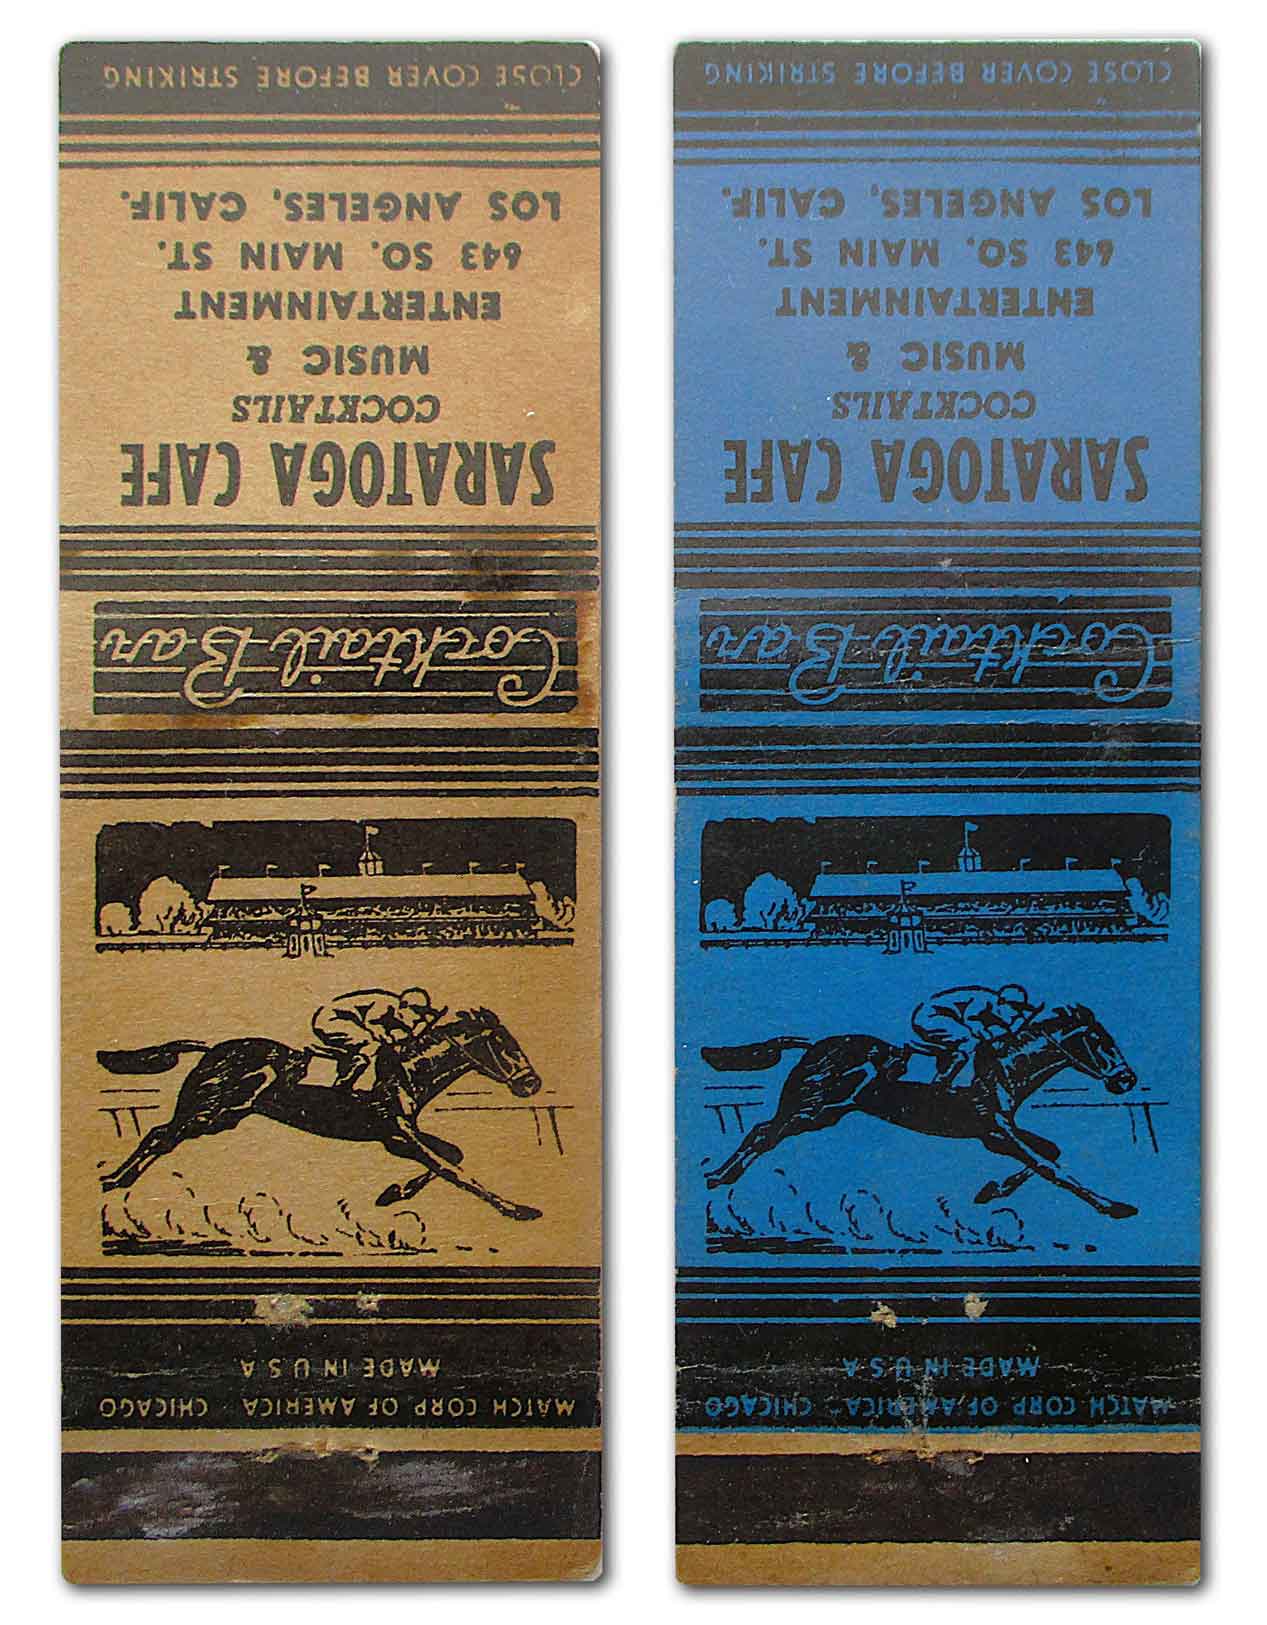 CLOSE COVER BEFORE STRIKING
LOS ANGELES, CALIF.
643 SO. MAIN ST.
ENTERTAINMENT
MUSIC &
COCKTAILS
SARATOGA CAFE
Cocktail Bar
MADE IN U S A
MATCH CORP OF AMERICA CHICAGO
CLOSE COVER BEFORE STRIKING
LOS ANGELES, CALIF.
643 SO. MAIN ST.
ENTERTAINMENT
MUSIC &
COCKTAILS
SARATOGA CAFE
Cocktail Bar
MADE IN U S A
MATCH CORP OF AMERICA CHICAGO